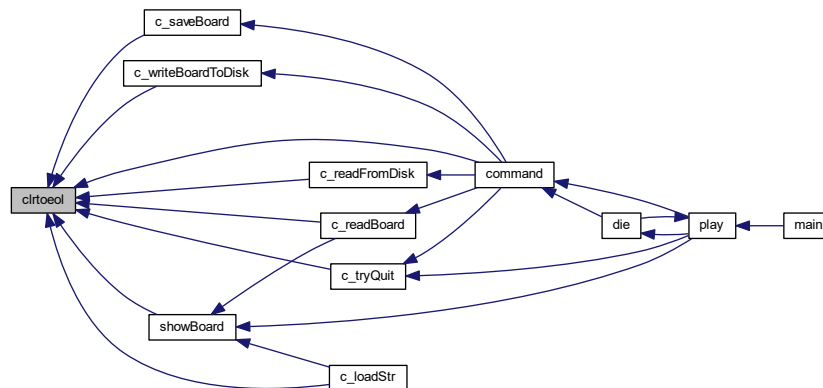 c_saveBoard
c_writeBoardToDisk
c_readFromDisk
command
clrtoeol
c_readBoard
die
play
main
c_tryQuit
showBoard
c_loadStr